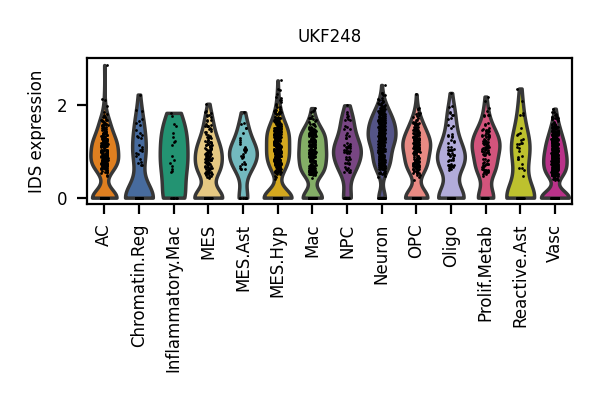 UKF248
IDS expression
2
0
AC
Chromatin.Reg
Inflammatory.Mac
MES
MES.Ast
MES.Hyp
Mac
NPC
Neuron
OPC
Oligo
Prolif.Metab
Reactive.Ast
Vasc